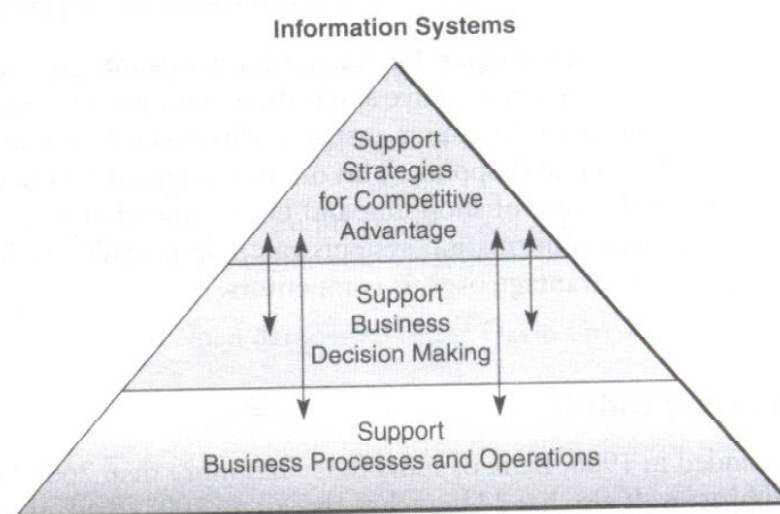 Information Systems
Support
Strategies
for Competitive
Advantage
Support
Business
Decision Making
Support
Business Processes and Operations